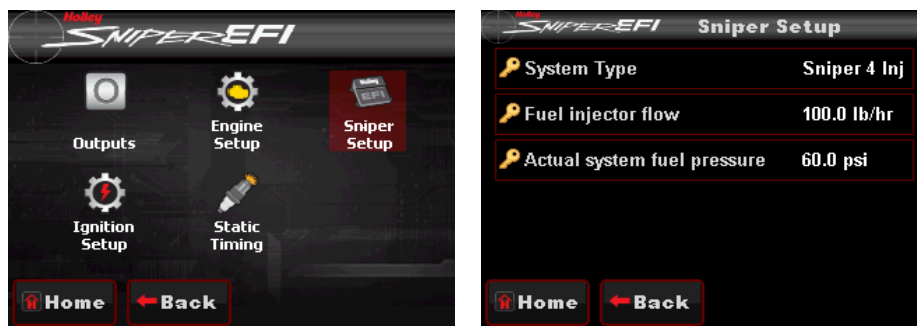 Holley
SNIPER EFI
Outputs
Engine
Setup
Holley
EFI
Sniper
Setup
Ignition
Setup
Static
Timing
H Home
Back
Holley
SNIPER EFI Sniper Setup
System Type Sniper 4 Inj
Fuel injector flow 100.0 lb/hr
Actual system fuel pressure 60.0 psi
H Home
Back